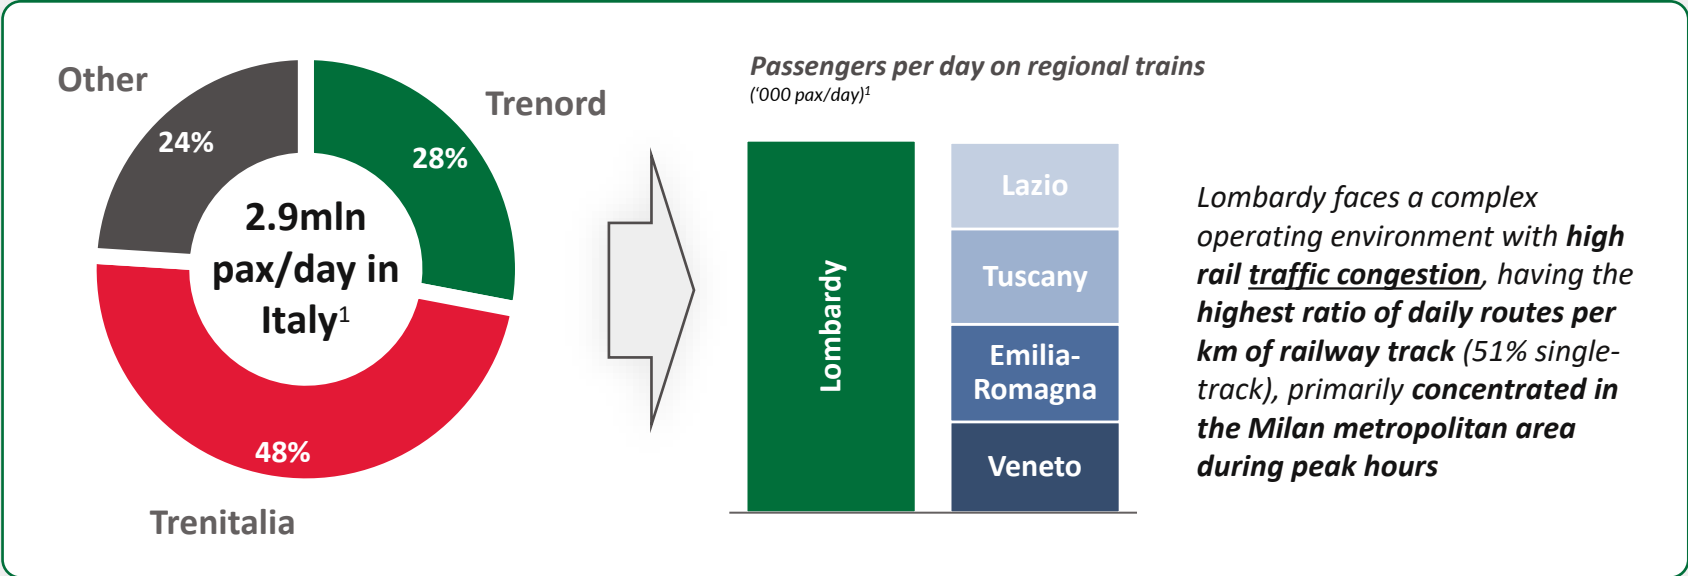 Other
24%
Trenord
28%
2.9mln
pax/day in
Italy1
48%
Trenitalia
Passengers per day on regional trains
(‘000 pax/day)1
Lombardy
Lazio
Tuscany
Emilia-
Romagna
Veneto
Lombardy faces a complex
operating environment with high
rail traffic congestion, having the
highest ratio of daily routes per
km of railway track (51% single-
track), primarily concentrated in
the Milan metropolitan area
during peak hours